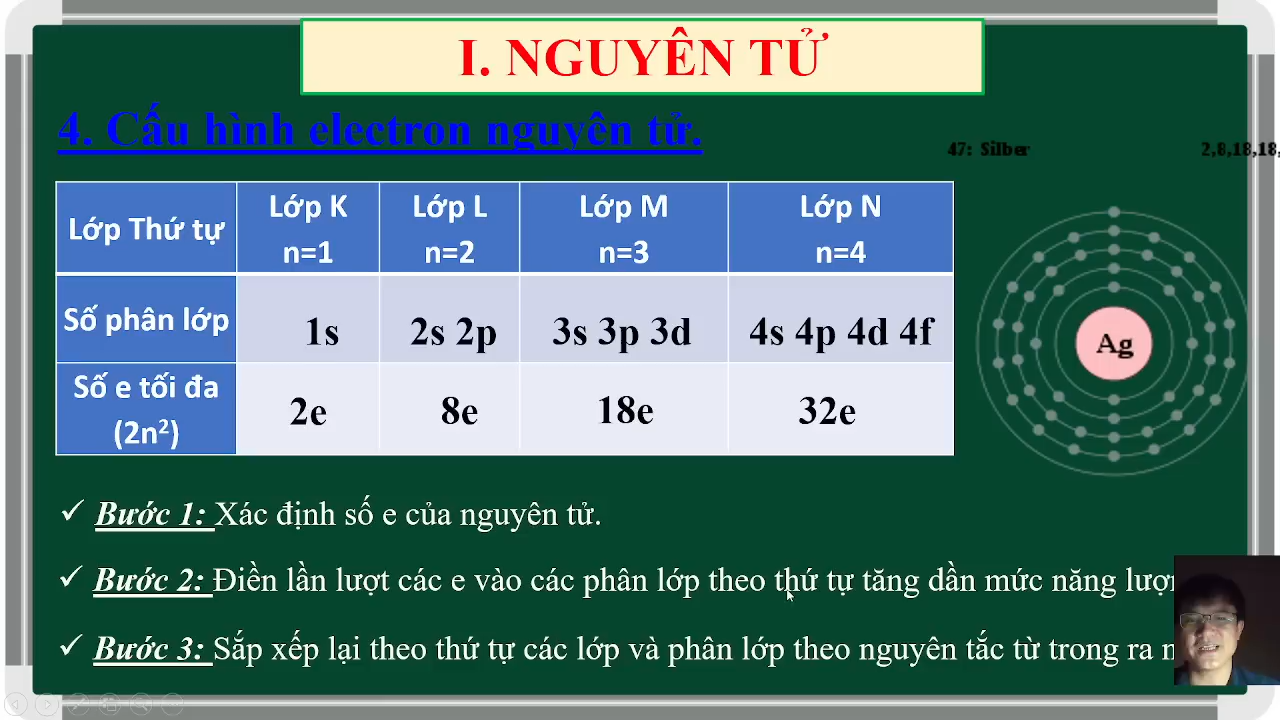 I. NGUYÊN TỬ
4. Cấu hình electron nguyên tử.
47: Silber 2,8,18,18,
Lớp Thứ tự
Lớp K
n=1
Lớp L
n=2
Lớp M
n=3
Lớp N
n=4
Số phân lớp
1s
2s 2p
3s 3p 3d
4s 4p 4d 4f
Số e tối đa
(2n²)
2e
8e
18e
32e
Ag
✓ Bước 1: Xác định số e của nguyên tử.
✓ Bước 2: Điền lần lượt các e vào các phân lớp theo thứ tự tăng dần mức năng
✓ Bước 3: Sắp xếp lại theo thứ tự các lớp và phân lớp theo nguyên tắc từ trong ra